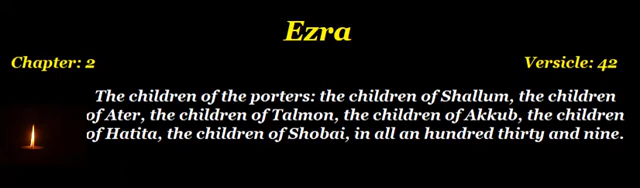 Ezra
Chapter: 2
Versicle: 42
The children of the porters: the children of Shallum, the children
of Ater, the children of Talmon, the children of Akkub, the children
of Hatita, the children of Shobai, in all an hundred thirty and nine.